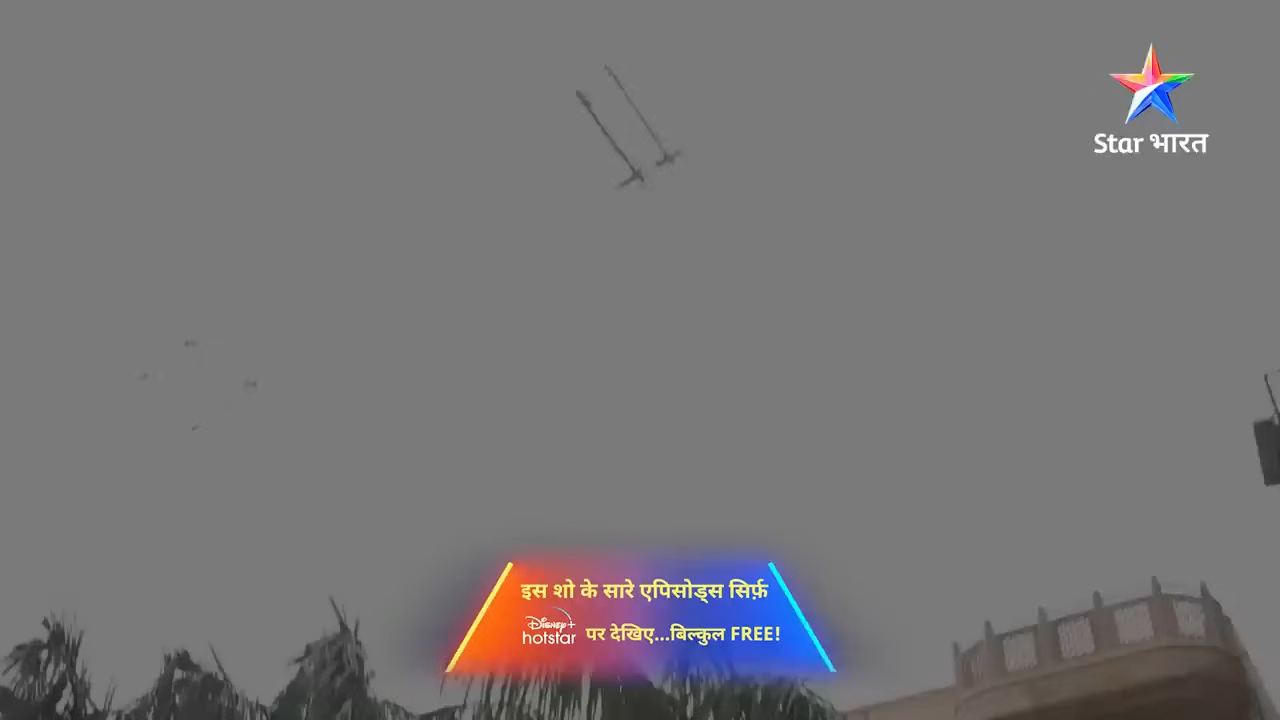 Star भारत
इस शो के सारे एपिसोड्स सिर्फ़
Disney+ hotstar पर देखिए...बिल्कुल FREE!